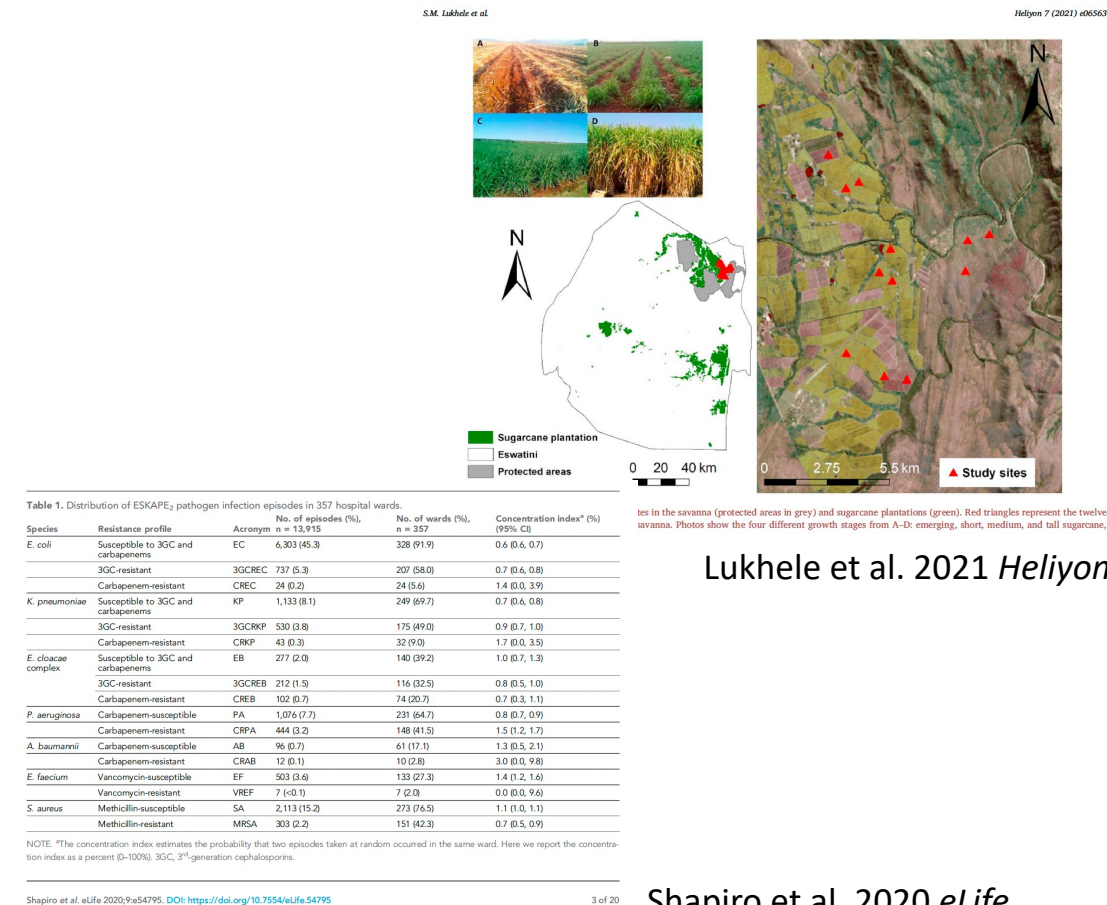 S.M. Lukhele et al.
Heliyon 7 (2021) e06563
A
B
C
D
N
N
Sugarcane plantation
Eswatini
Protected areas
0 20 40 km
0 2.75 5.5 km
Study sites
tes in the savanna (protected areas in grey) and sugarcane plantations (green). Red triangles represent the twelve
savanna. Photos show the four different growth stages from A–D: emerging, short, medium, and tall sugarcane,
Lukhele et al. 2021 Heliyon
Table 1. Distribution of ESKAPE2 pathogen infection episodes in 357 hospital wards.
Species Resistance profile Acronym No. of episodes (%), n = 13,915 No. of wards (%), n = 357 Concentration indexª (%) (95% CI)
E. coli Susceptible to 3GC and carbapenems EC 6,303 (45.3) 328 (91.9) 0.6 (0.6, 0.7)
3GC-resistant 3GCREC 737 (5.3) 207 (58.0) 0.7 (0.6, 0.8)
Carbapenem-resistant CREC 24 (0.2) 24 (5.6) 1.4 (0.0, 3.9)
K. pneumoniae Susceptible to 3GC and carbapenems KP 1,133 (8.1) 249 (69.7) 0.7 (0.6, 0.8)
3GC-resistant 3GCRKP 530 (3.8) 175 (49.0) 0.9 (0.7, 1.0)
Carbapenem-resistant CRKP 43 (0.3) 32 (9.0) 1.7 (0.0, 3.5)
E. cloacae complex Susceptible to 3GC and carbapenems EB 277 (2.0) 140 (39.2) 1.0 (0.7, 1.3)
3GC-resistant 3GCREB 212 (1.5) 116 (32.5) 0.8 (0.5, 1.0)
Carbapenem-resistant CREB 102 (0.7) 74 (20.7) 0.7 (0.3, 1.1)
P. aeruginosa Carbapenem-susceptible PA 1,076 (7.7) 231 (64.7) 0.8 (0.7, 0.9)
Carbapenem-resistant CRPA 444 (3.2) 148 (41.5) 1.5 (1.2, 1.7)
A. baumannii Carbapenem-susceptible AB 96 (0.7) 61 (17.1) 1.3 (0.5, 2.1)
Carbapenem-resistant CRAB 12 (0.1) 10 (2.8) 3.0 (0.0, 9.8)
E. faecium Vancomycin-susceptible EF 503 (3.6) 133 (27.3) 1.4 (1.2, 1.6)
Vancomycin-resistant VREF 7 (<0.1) 7 (2.0) 0.0 (0.0, 9.6)
S. aureus Methicillin-susceptible SA 2,113 (15.2) 273 (76.5) 1.1 (1.0, 1.1)
Methicillin-resistant MRSA 303 (2.2) 151 (42.3) 0.7 (0.5, 0.9)
NOTE. ªThe concentration index estimates the probability that two episodes taken at random occurred in the same ward. Here we report the concentra-
tion index as a percent (0–100%). 3GC, 3rd-generation cephalosporins.
Shapiro et al. eLife 2020;9:e54795. DOI: https://doi.org/10.7554/eLife.54795
3 of 20
Shapiro et al. 2020 eLife